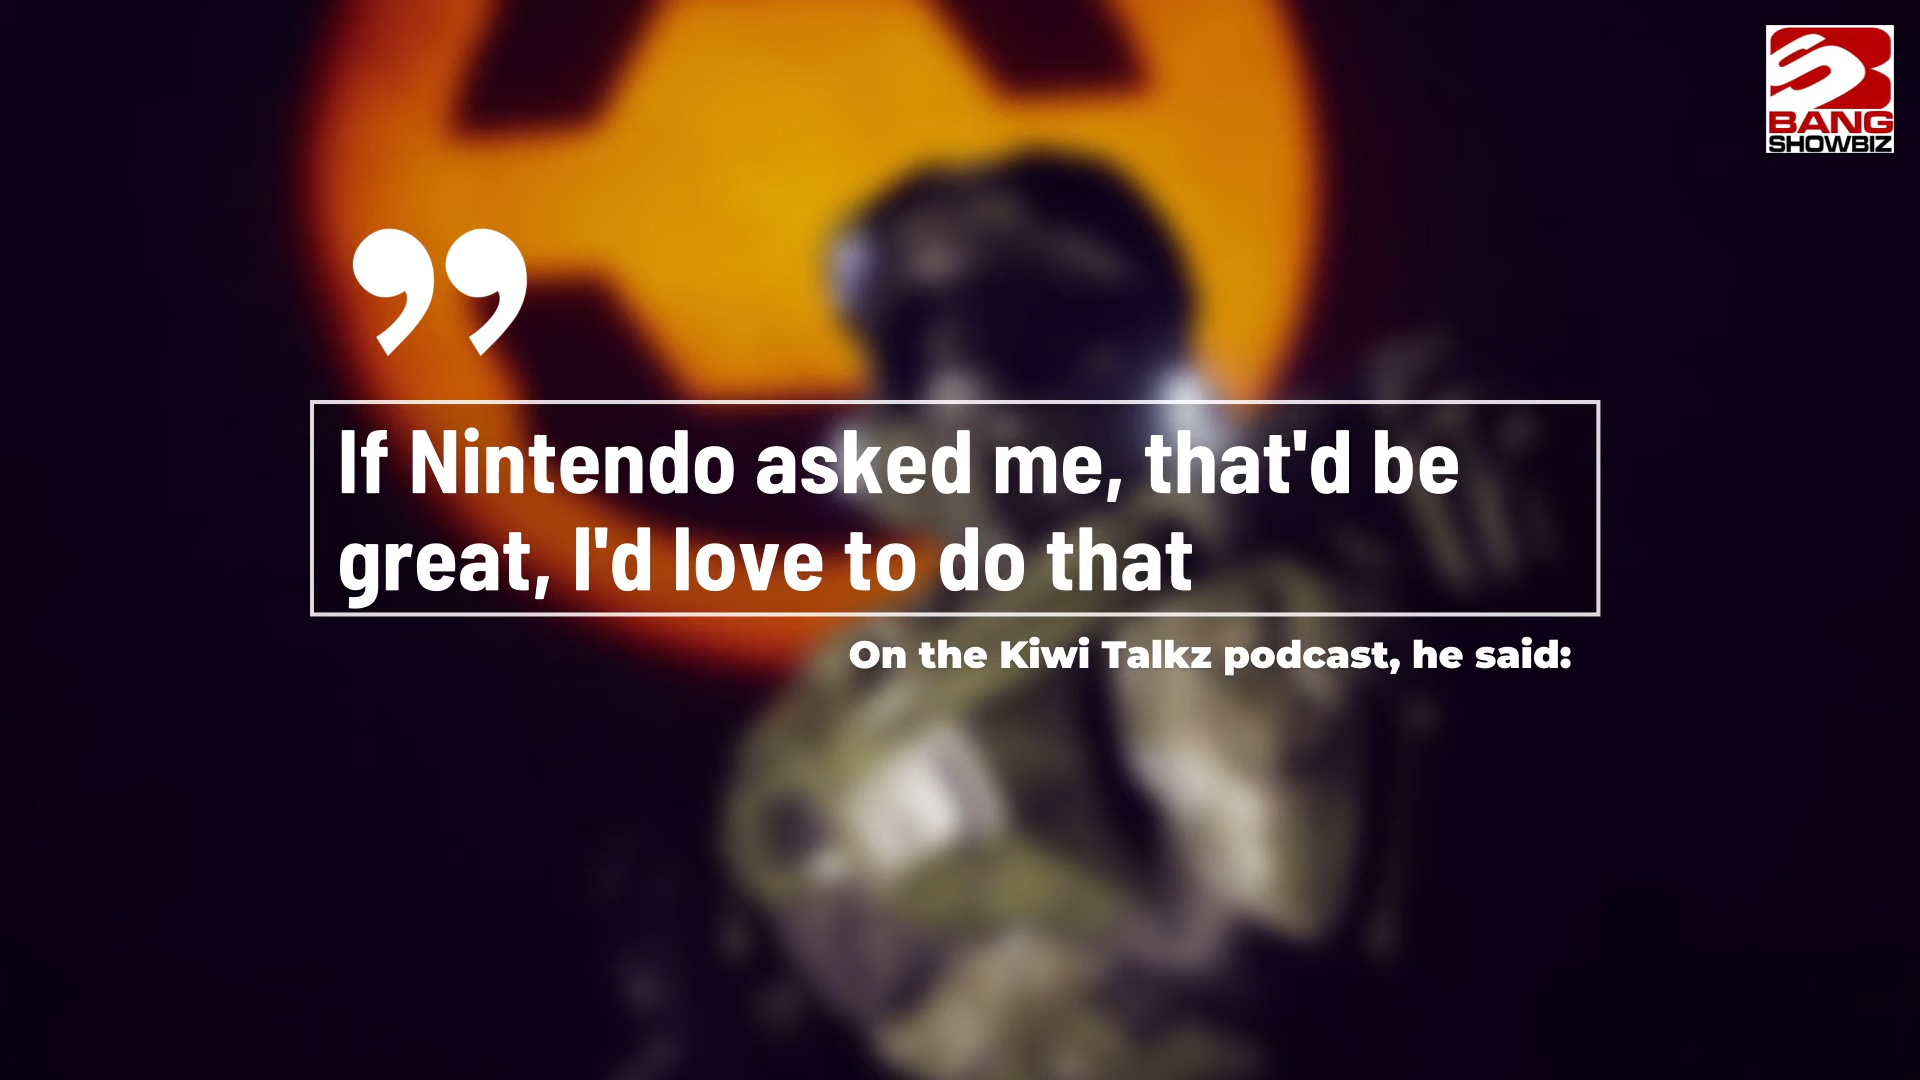 BANG
SHOWBIZ
”
If Nintendo asked me, that'd be
great, I'd love to do that
On the Kiwi Talkz podcast, he said: